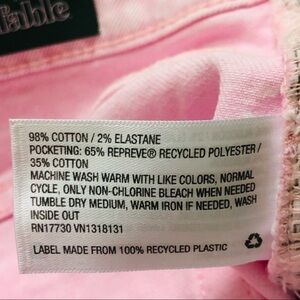 98% COTTON / 2% ELASTANE
POCKETING: 65% REPREVE® RECYCLED POLYESTER /
35% COTTON
MACHINE WASH WARM WITH LIKE COLORS, NORMAL
CYCLE, ONLY NON-CHLORINE BLEACH WHEN NEEDED
TUMBLE DRY MEDIUM, WARM IRON IF NEEDED, WASH
INSIDE OUT
RN17730 VN1318131
LABEL MADE FROM 100% RECYCLED PLASTIC